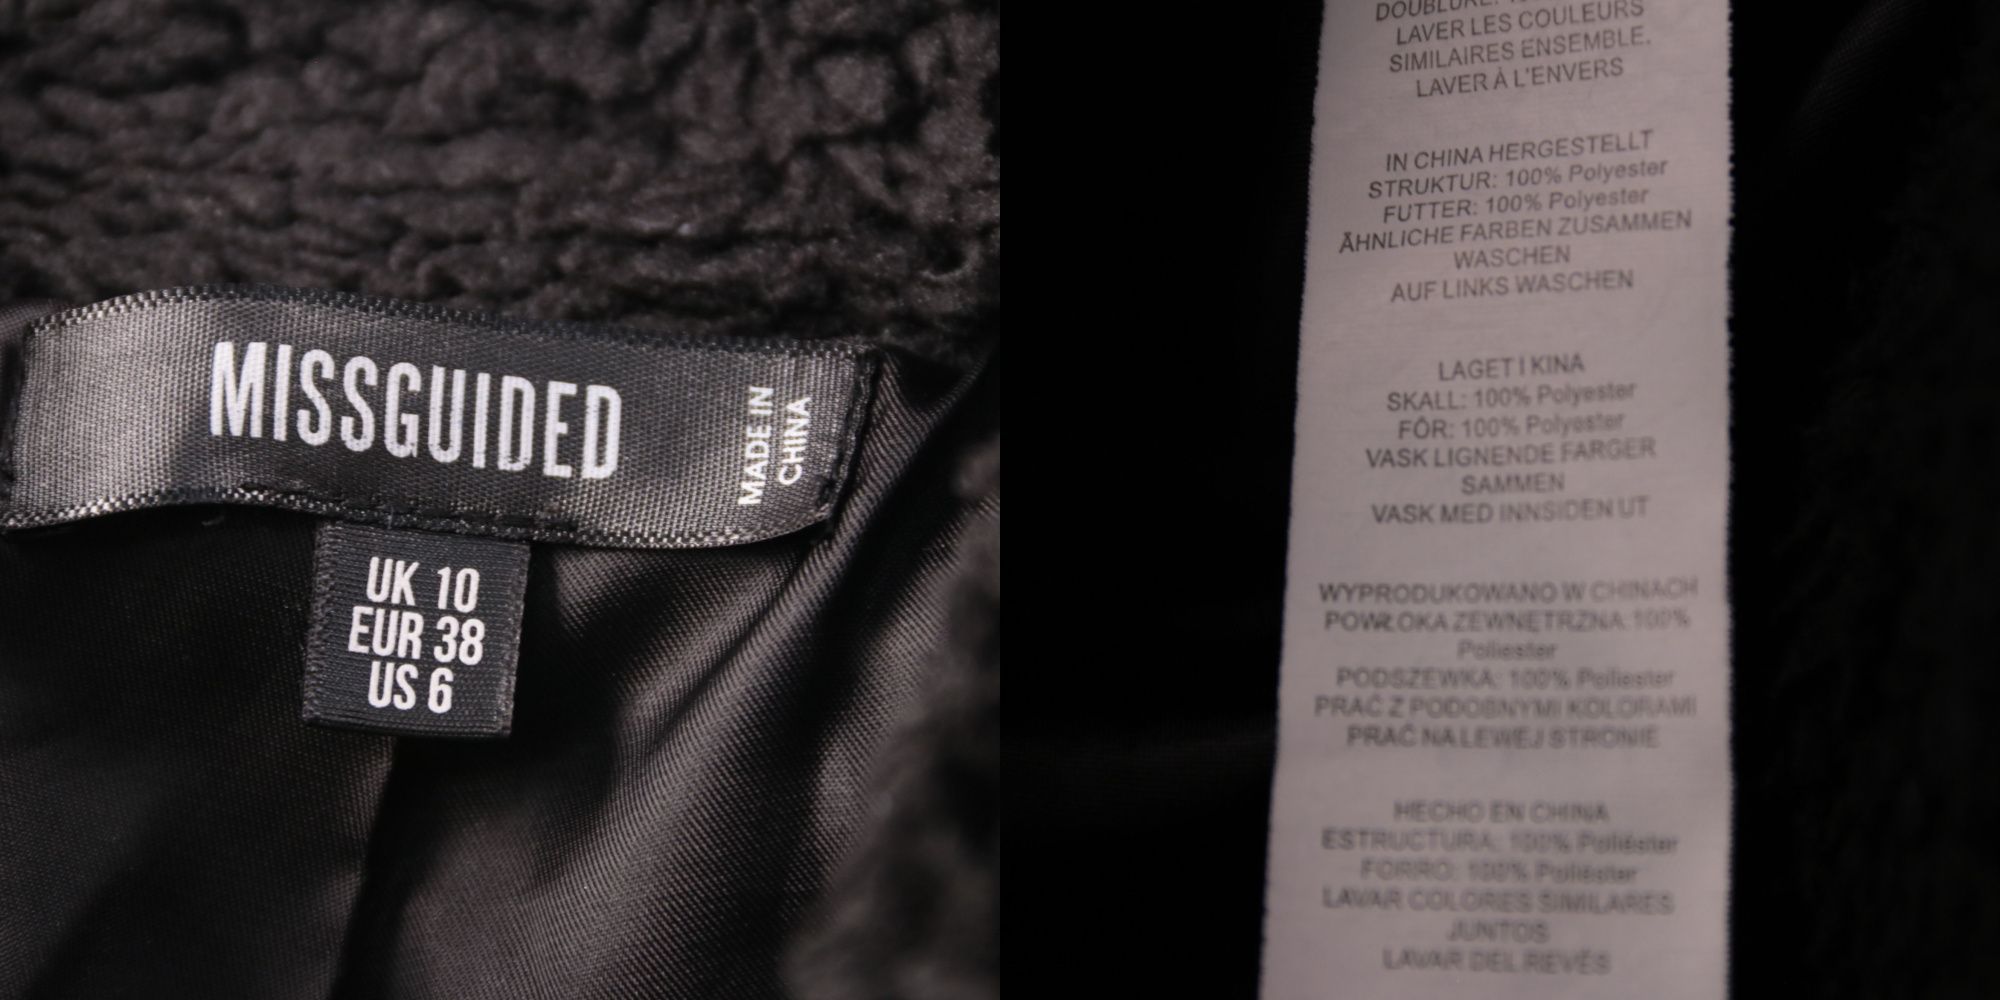 MISSGUIDED
MADE IN
CHINA
UK 10
EUR 38
US 6
DOUBLURE:
LAVER LES COULEURS
SIMILAIRES ENSEMBLE.
LAVER À L'ENVERS
IN CHINA HERGESTELLT
STRUKTUR: 100% Polyester
FUTTER: 100% Polyester
ÄHNLICHE FARBEN ZUSAMMEN
WASCHEN
AUF LINKS WASCHEN
LAGET I KINA
SKALL: 100% Polyester
FÔR: 100% Polyester
VASK LIGNENDE FARGER
SAMMEN
VASK MED INNSIDEN UT
WYPRODUKOWANO W CHINACH
POWŁOKA ZEWNĘTRZNA:100%
Poliester
PODSZEWKA: 100% Poliester
PRAĆ Z PODOBNYMI KOLORAMI
PRAĆ NA LEWEJ STRONIE
HECHO EN CHINA
ESTRUCTURA: 100% Poliéster
FORRO: 100% Poliéster
LAVAR COLORES SIMILARES
JUNTOS
LAVAR DEL REVÉS